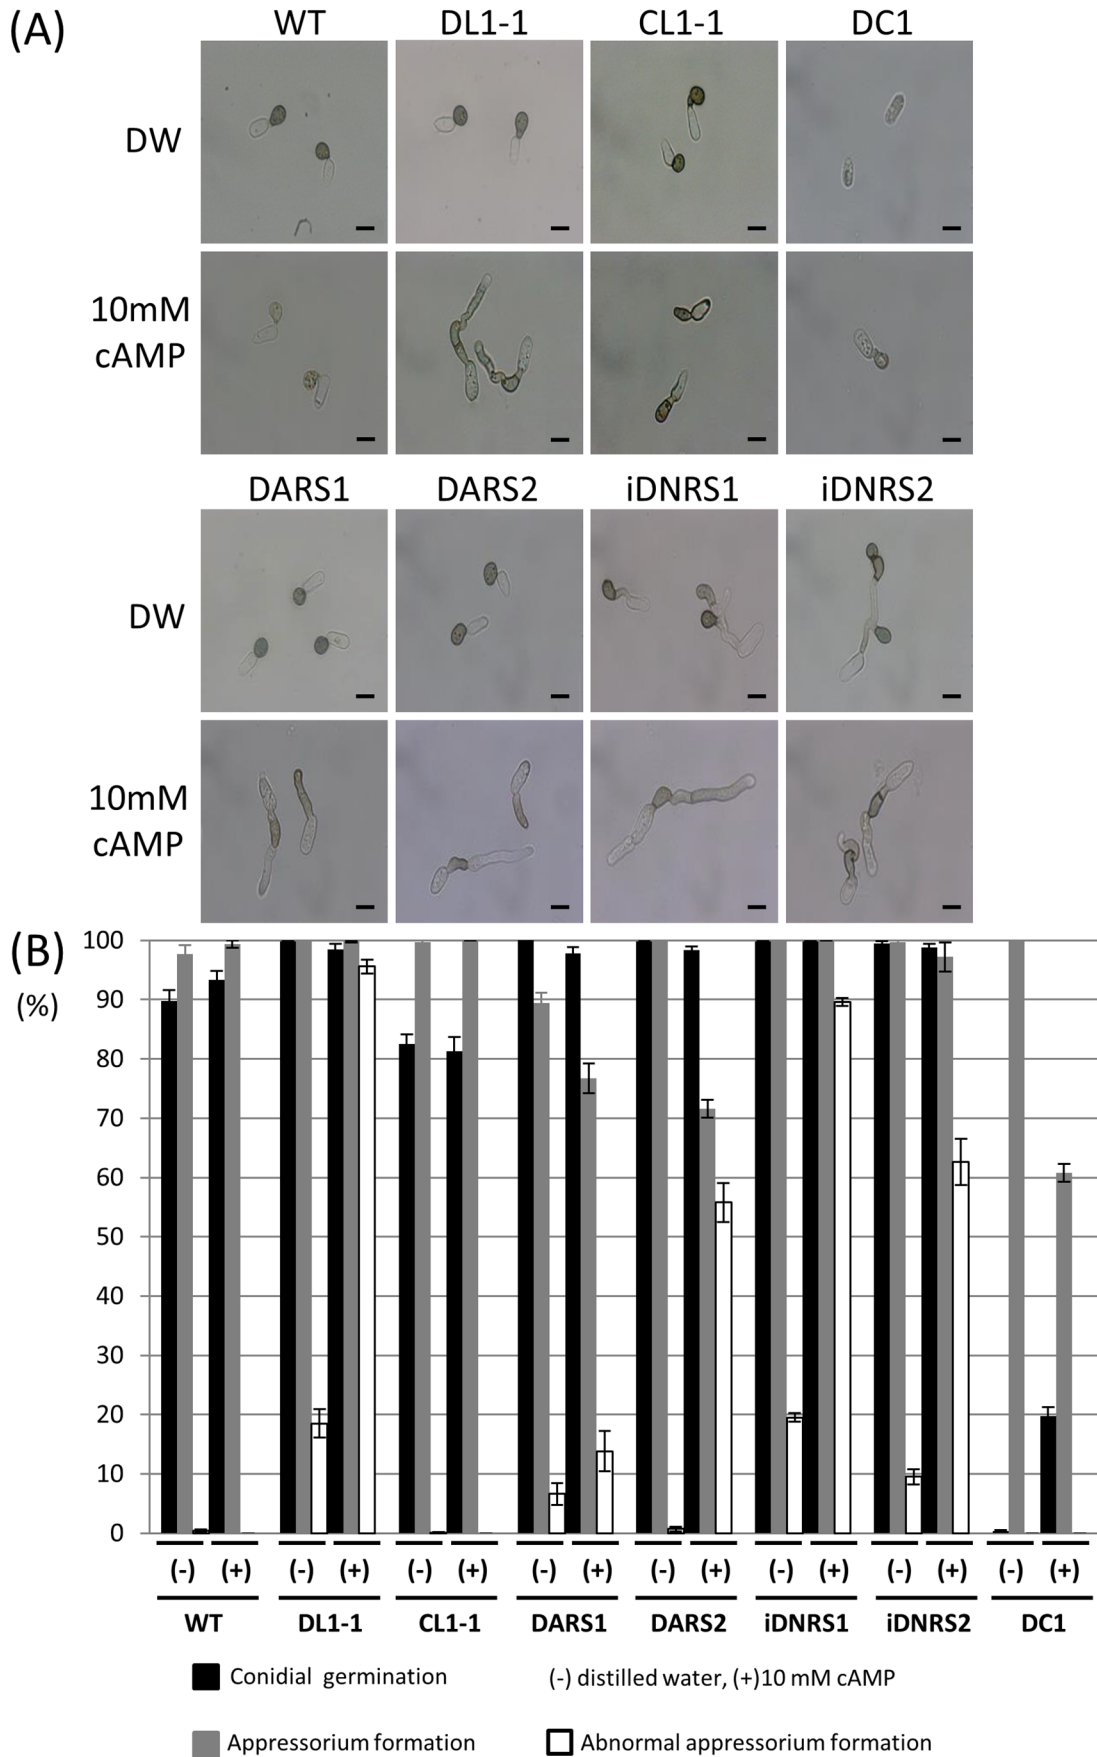 (A)
WT DL1-1 CL1-1 DC1
DW
10mM
cAMP
DARS1 DARS2 iDNRS1 iDNRS2
DW
10mM
cAMP
(B)
(%)
100
90
80
70
60
50
40
30
20
10
0
(-) (+) (-) (+) (-) (+) (-) (+) (-) (+) (-) (+) (-) (+) (-) (+)
WT DL1-1 CL1-1 DARS1 DARS2 iDNRS1 iDNRS2 DC1
Conidial germination (-) distilled water, (+)10 mM cAMP
Appressorium formation Abnormal appressorium formation